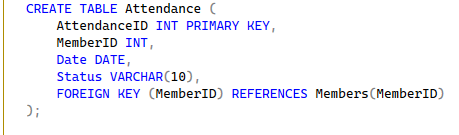 CREATE TABLE Attendance (
    AttendanceID INT PRIMARY KEY,
    MemberID INT,
    Date DATE,
    Status VARCHAR(10),
    FOREIGN KEY (MemberID) REFERENCES Members(MemberID)
);